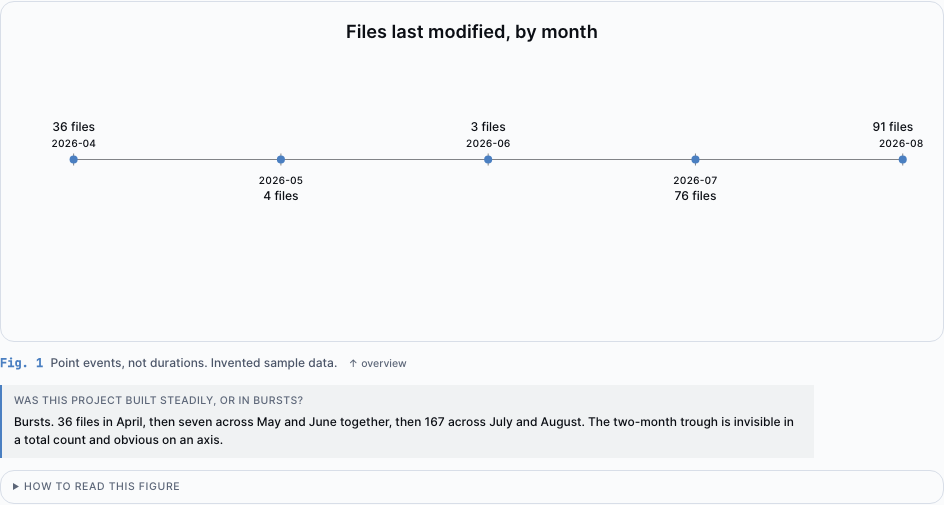 Files last modified, by month
36 files
2026-04
3 files
2026-06
91 files
2026-08
2026-05
4 files
2026-07
76 files
Fig. 1 Point events, not durations. Invented sample data. ↑ overview
WAS THIS PROJECT BUILT STEADILY, OR IN BURSTS?
Bursts. 36 files in April, then seven across May and June together, then 167 across July and August. The two-month trough is invisible in
a total count and obvious on an axis.
▶ HOW TO READ THIS FIGURE